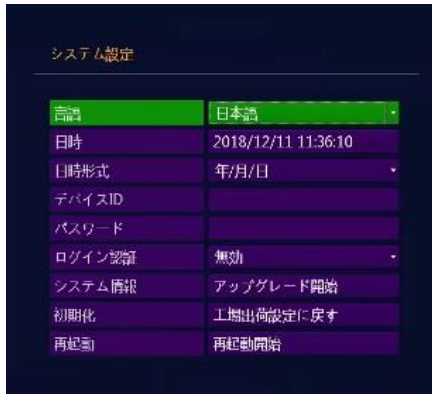 システム設定
言語 日本語
日時 2018/12/11 11:36:10
日時形式 年/月/日
デバイスID
パスワード
ログイン認証 無効
システム情報 アップグレード開始
初期化 工場出荷設定に戻す
再起動 再起動開始